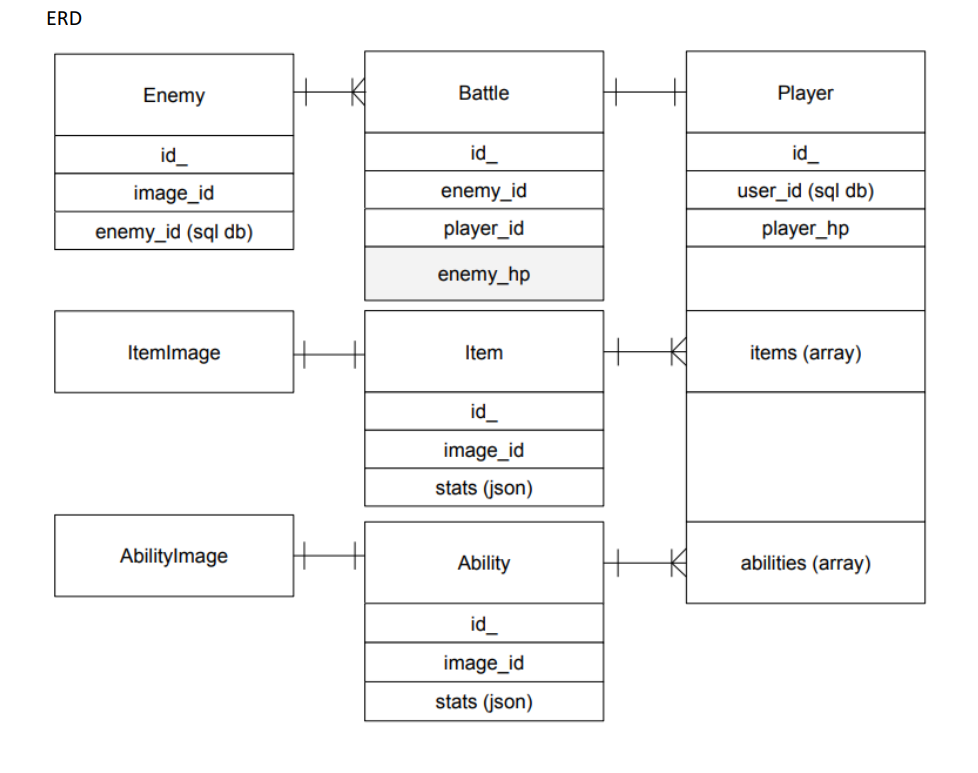 ERD
Enemy
id_
image_id
enemy_id (sql db)
Battle
id_
enemy_id
player_id
enemy_hp
Player
id_
user_id (sql db)
player_hp
items (array)
abilities (array)
ItemImage
Item
id_
image_id
stats (json)
AbilityImage
Ability
id_
image_id
stats (json)